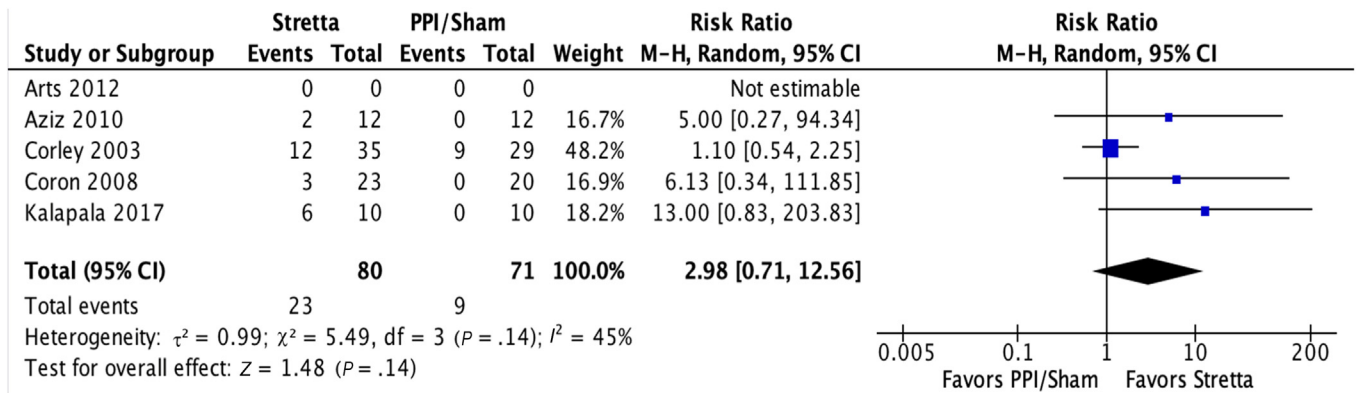 Stretta PPI/Sham Risk Ratio Risk Ratio
Study or Subgroup Events Total Events Total Weight M-H, Random, 95% CI M-H, Random, 95% CI
Arts 2012 0 0 0 0 Not estimable
Aziz 2010 2 12 0 12 16.7% 5.00 [0.27, 94.34]
Corley 2003 12 35 9 29 48.2% 1.10 [0.54, 2.25]
Coron 2008 3 23 0 20 16.9% 6.13 [0.34, 111.85]
Kalapala 2017 6 10 0 10 18.2% 13.00 [0.83, 203.83]
Total (95% CI) 80 71 100.0% 2.98 [0.71, 12.56]
Total events 23 9
Heterogeneity: τ² = 0.99; χ² = 5.49, df = 3 (P = .14); I² = 45%
Test for overall effect: Z = 1.48 (P = .14)
0.005 0.1 1 10 200
Favors PPI/Sham Favors Stretta